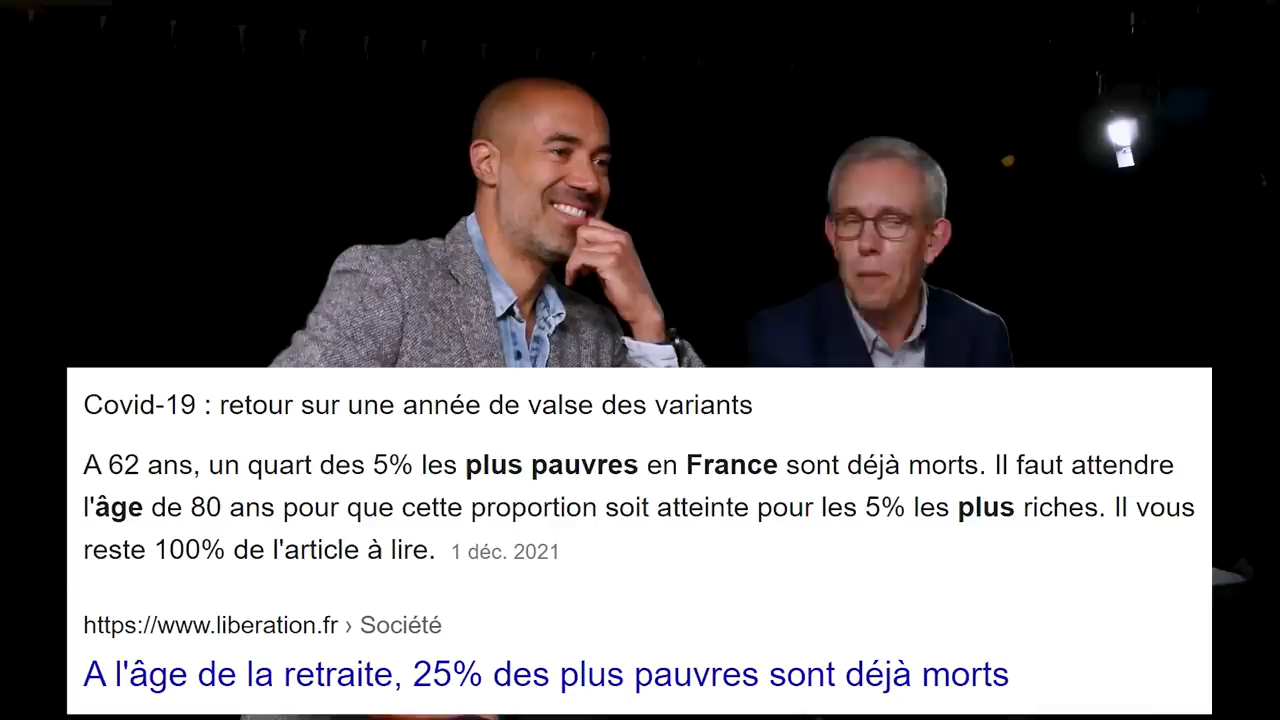 Covid-19 : retour sur une année de valse des variants
A 62 ans, un quart des 5% les plus pauvres en France sont déjà morts. Il faut attendre
l'âge de 80 ans pour que cette proportion soit atteinte pour les 5% les plus riches. Il vous
reste 100% de l'article à lire. 1 déc. 2021
https://www.liberation.fr › Société
A l'âge de la retraite, 25% des plus pauvres sont déjà morts